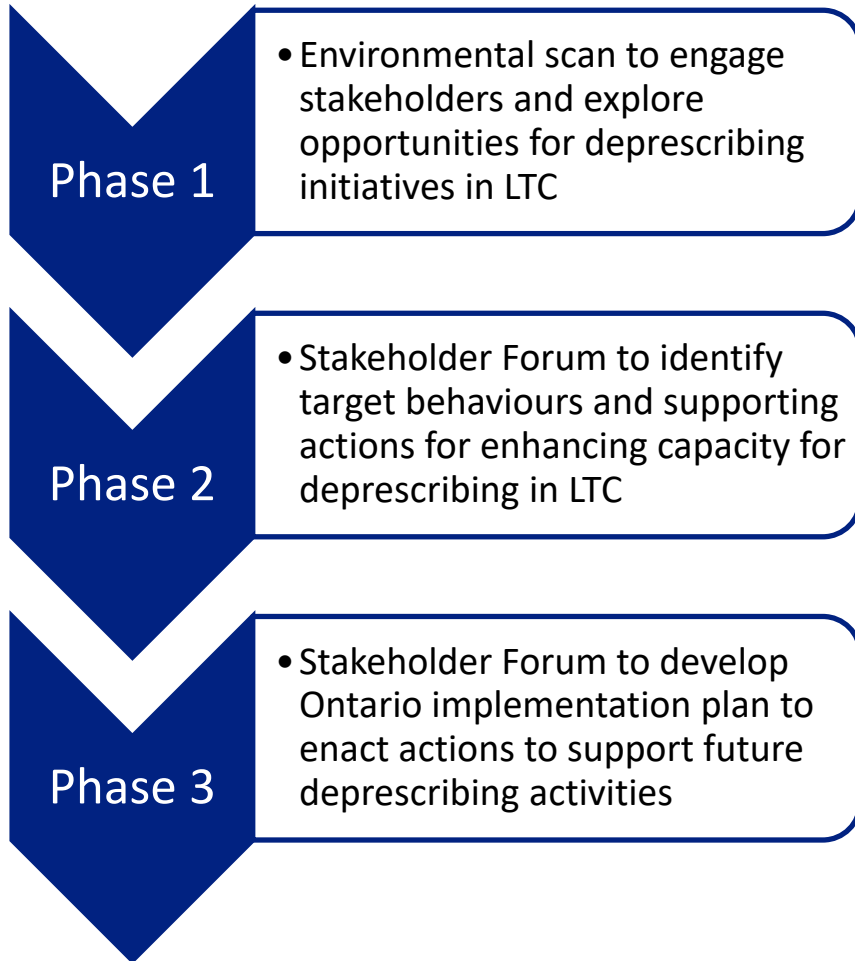 Phase 1
• Environmental scan to engage
stakeholders and explore
opportunities for deprescribing
initiatives in LTC
Phase 2
• Stakeholder Forum to identify
target behaviours and supporting
actions for enhancing capacity for
deprescribing in LTC
Phase 3
• Stakeholder Forum to develop
Ontario implementation plan to
enact actions to support future
deprescribing activities